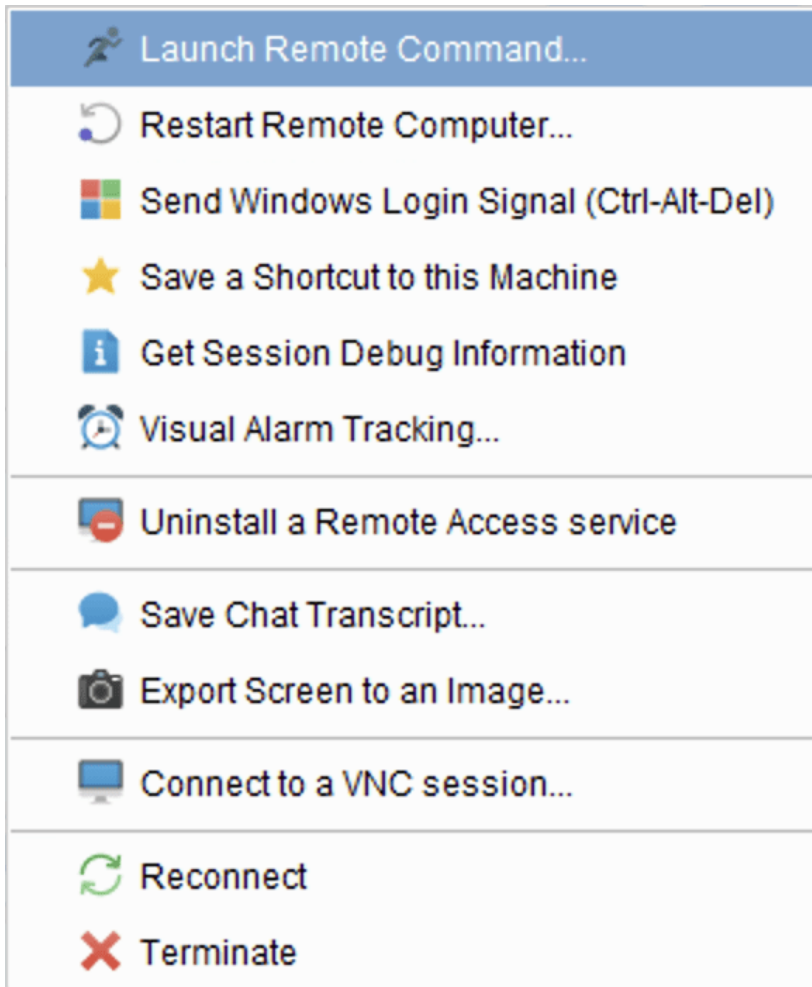 Launch Remote Command...
Restart Remote Computer...
Send Windows Login Signal (Ctrl-Alt-Del)
Save a Shortcut to this Machine
Get Session Debug Information
Visual Alarm Tracking...
Uninstall a Remote Access service
Save Chat Transcript...
Export Screen to an Image...
Connect to a VNC session...
Reconnect
Terminate